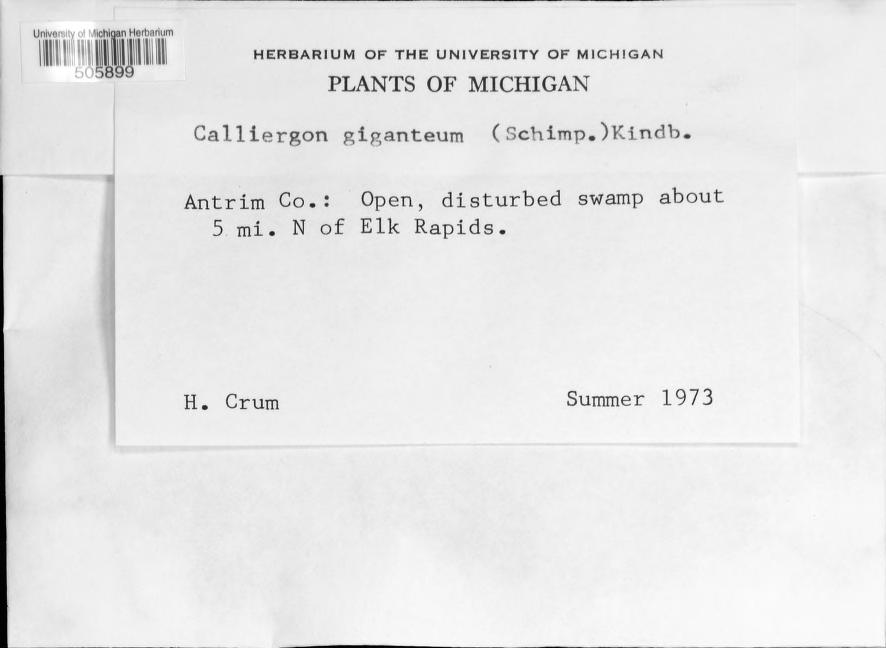 University of Michigan Herbarium
505899
HERBARIUM OF THE UNIVERSITY OF MICHIGAN
PLANTS OF MICHIGAN
Calliergon giganteum (Schimp.)Kindb.
Antrim Co.: Open, disturbed swamp about
5 mi. N of Elk Rapids.
H. Crum Summer 1973